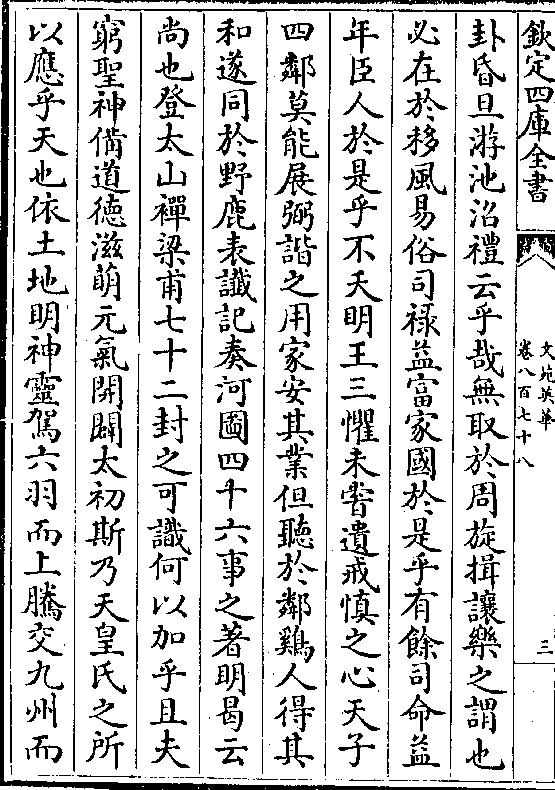 欽定四庫全書
文苑英華
卷八百七十八
三
卦昏旦游池沼禮云乎哉無取於周旋揖讓樂之謂也
必在於移風易俗司祿益富家國於是乎有餘司命益
年臣人於是乎不夭明王三懼未嘗遺戒慎之心天子
四鄰莫能展弼諧之用家安其業但聽於鄰鷄人得其
和遂同於野鹿表讖記奏河圖四千六事之著明曷云
尚也登太山禪梁甫七十二封之可識何以加乎且夫
窮聖神備道德滋萌元氣開闢太初斯乃天皇氏之所
以應乎天也依土地明神靈駕六羽而上騰交九州而